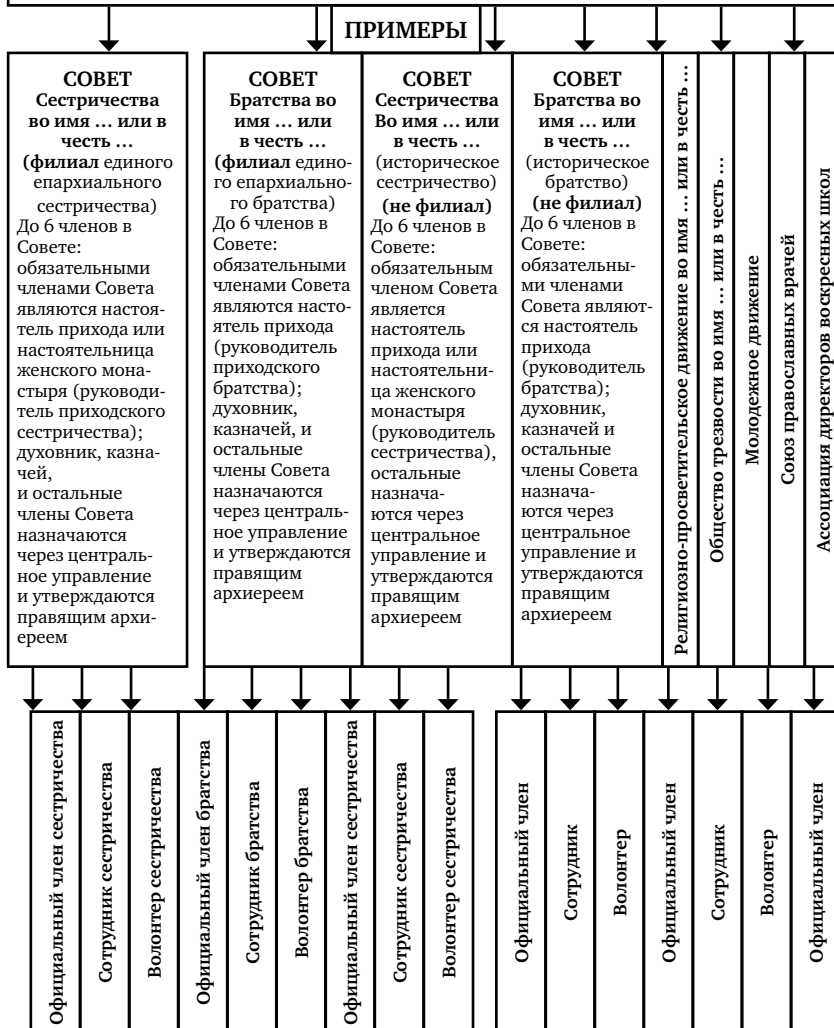 ПРИМЕРЫ
СОВЕТ
Сестричества
во имя … или в
честь …
(филиал единого
епархиального
сестричества)
До 6 членов в
Совете:
обязательными
членами Совета
являются настоя-
тель прихода или
настоятельница
женского мона-
стыря (руководи-
тель приходского
сестричества);
духовник, казна-
чей,
и остальные
члены Совета
назначаются
через централь-
ное управление
и утверждаются
правящим архи-
ереем
СОВЕТ
Братства во
имя … или
в честь …
(филиал едино-
го епархиально-
го братства)
До 6 членов в
Совете:
обязательными
членами Совета
являются насто-
ятель прихода
(руководитель
приходского
братства);
духовник,
казначей, и
остальные
члены Совета
назначаются
через централь-
ное управление
и утверждаются
правящим
архиереем
СОВЕТ
Сестричества
Во имя … или
в честь …
(историческое
сестричество)
(не филиал)
До 6 членов в
Совете:
обязательным
членом Совета
является
настоятель
прихода или
настоятельни-
ца женского
монастыря
(руководитель
сестричества),
остальные
назнача-
ются через
центральное
управление и
утверждаются
правящим
архиереем
СОВЕТ
Братства во
имя … или
в честь …
(историческое
братство)
(не филиал)
До 6 членов в
Совете:
обязательны-
ми членами
Совета являют-
ся настоятель
прихода
(руководитель
братства);
духовник,
казначей и
остальные
члены Совета
назнача-
ются через
центральное
управление и
утверждаются
правящим
архиереем
Религиозно-просветительское движение во имя … или в честь …
Общество трезвости во имя … или в честь …
Молодежное движение
Союз православных врачей
Ассоциация директоров воскресных школ
Официальный член сестричества
Сотрудник сестричества
Волонтер сестричества
Официальный член братства
Сотрудник братства
Волонтер братства
Официальный член сестричества
Сотрудник сестричества
Волонтер сестричества
Официальный член
Сотрудник
Волонтер
Официальный член
Сотрудник
Волонтер
Официальный член